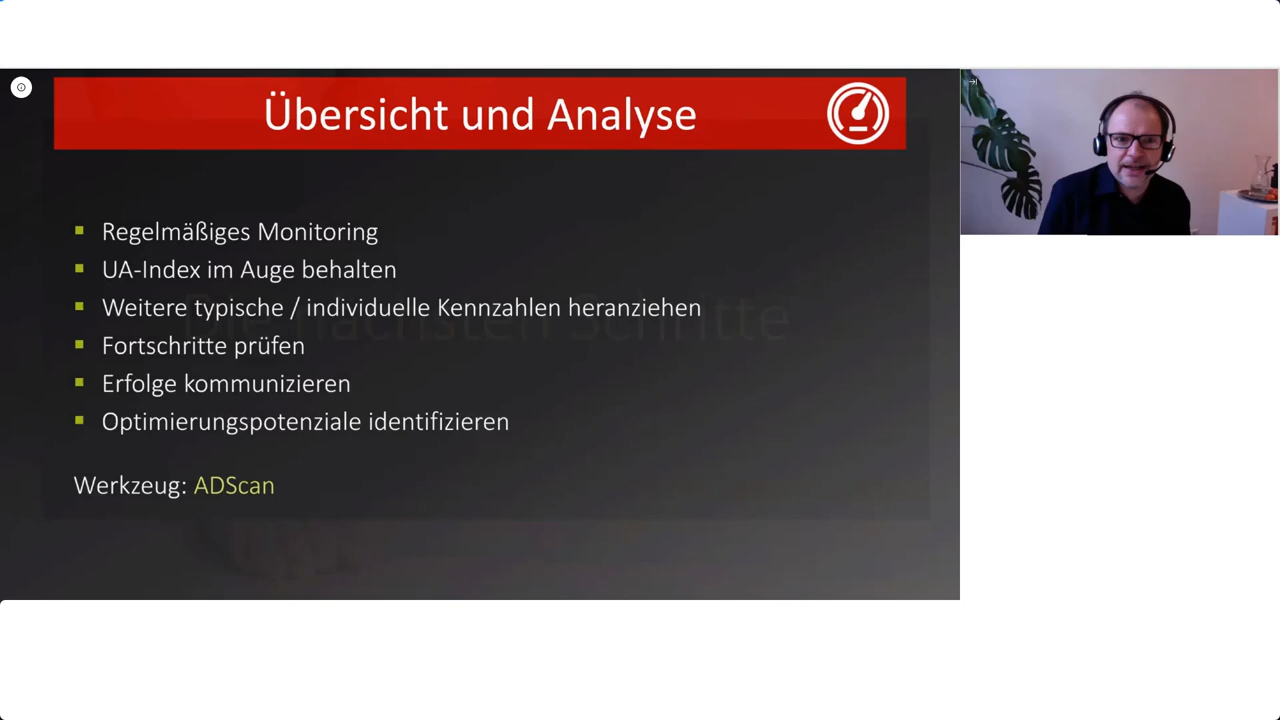 Übersicht und Analyse
Regelmäßiges Monitoring
UA-Index im Auge behalten
Weitere typische / individuelle Kennzahlen heranziehen
Fortschritte prüfen
Erfolge kommunizieren
Optimierungspotenziale identifizieren
Werkzeug: ADScan